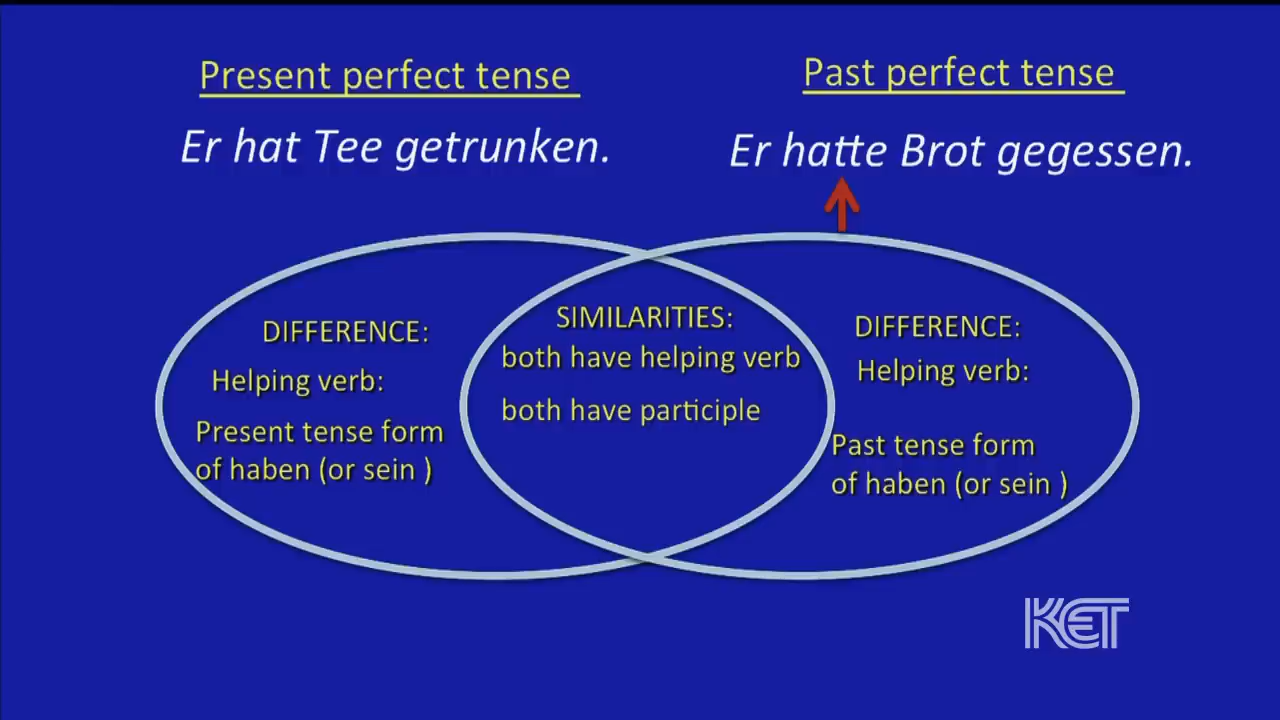 Present perfect tense
Past perfect tense
Er hat Tee getrunken.
Er hatte Brot gegessen.
DIFFERENCE:
Helping verb:
Present tense form
of haben (or sein )
SIMILARITIES:
both have helping verb
both have participle
DIFFERENCE:
Helping verb:
Past tense form
of haben (or sein )
KET